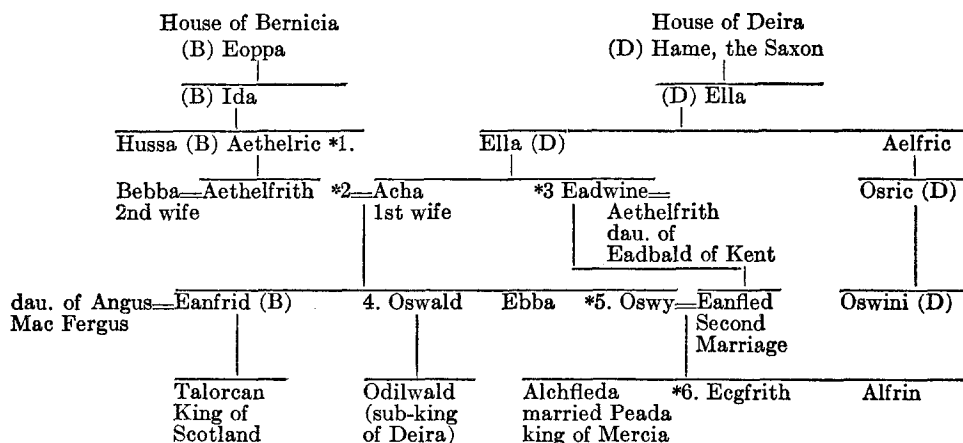 House of Bernicia House of Deira
(B) Eoppa (D) Hame, the Saxon
(B) Ida (D) Ella
Hussa (B) Aethelric *1. Ella (D) Aelfric
Bebba = Aethelfrith *2 = Acha *3 Eadwine = Osric (D)
2nd wife 1st wife Aethelfrith
dau. of
Eadbald of Kent
dau. of Angus = Eanfrid (B) 4. Oswald Ebba *5. Oswy = Eanfled Oswini (D)
Mac Fergus Second
Marriage
Talorcan Odilwald Alchfleda *6. Ecgfrith Alfrin
King of (sub-king married Peada
Scotland of Deira) king of Mercia